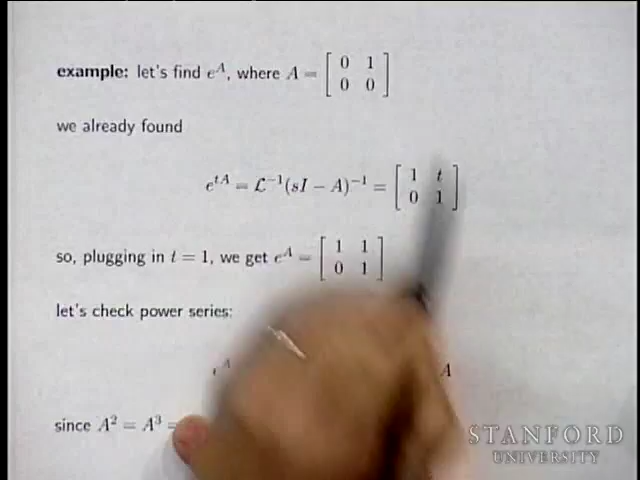 example: let's find e^A, where A = [ 0 1 ; 0 0 ]
we already found
e^{tA} = ℒ^{-1}(sI − A)^{-1} = [ 1 t ; 0 1 ]
so, plugging in t = 1, we get e^A = [ 1 1 ; 0 1 ]
let's check power series:
A
since A^2 = A^3 =
STANFORD
UNIVERSITY